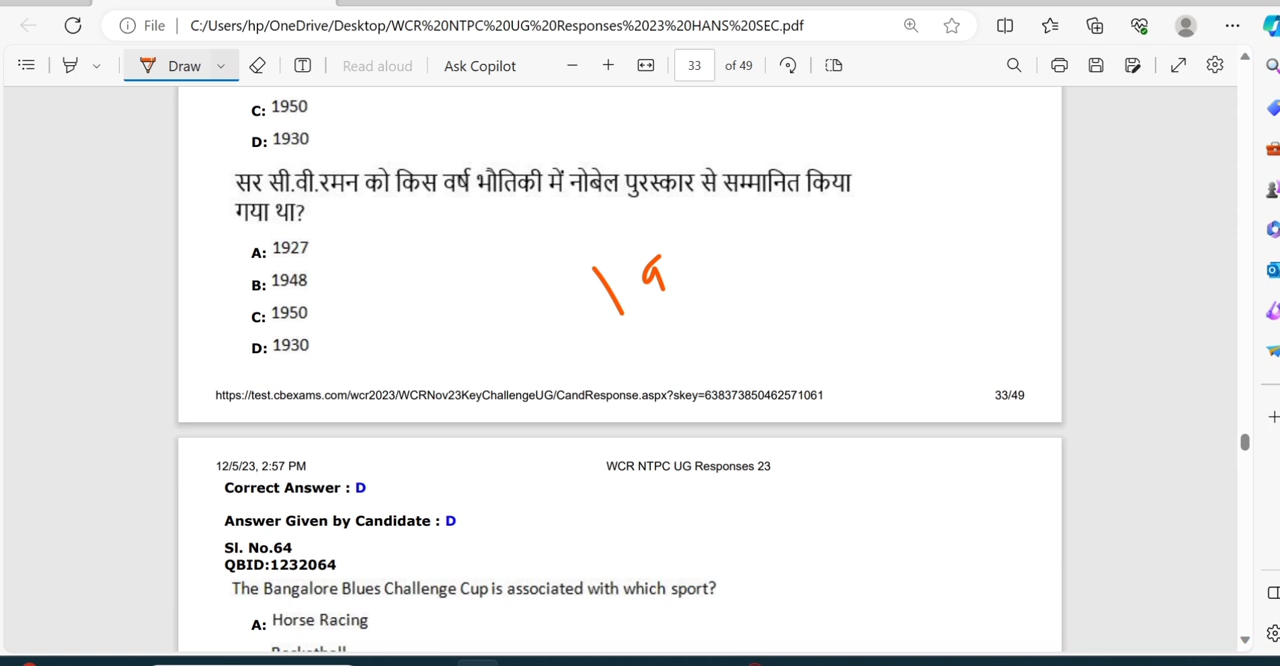 File C:/Users/hp/OneDrive/Desktop/WCR%20NTPC%20UG%20Responses%2023%20HANS%20SEC.pdf
Draw Read aloud Ask Copilot 33 of 49
C: 1950
D: 1930
सर सी.वी.रमन को किस वर्ष भौतिकी में नोबेल पुरस्कार से सम्मानित किया
गया था?
A: 1927
B: 1948
C: 1950
D: 1930
19
https://test.cbexams.com/wcr2023/WCRNov23KeyChallengeUG/CandResponse.aspx?skey=638373850462571061 33/49
12/5/23, 2:57 PM WCR NTPC UG Responses 23
Correct Answer : D
Answer Given by Candidate : D
Sl. No.64
QBID:1232064
The Bangalore Blues Challenge Cup is associated with which sport?
A: Horse Racing